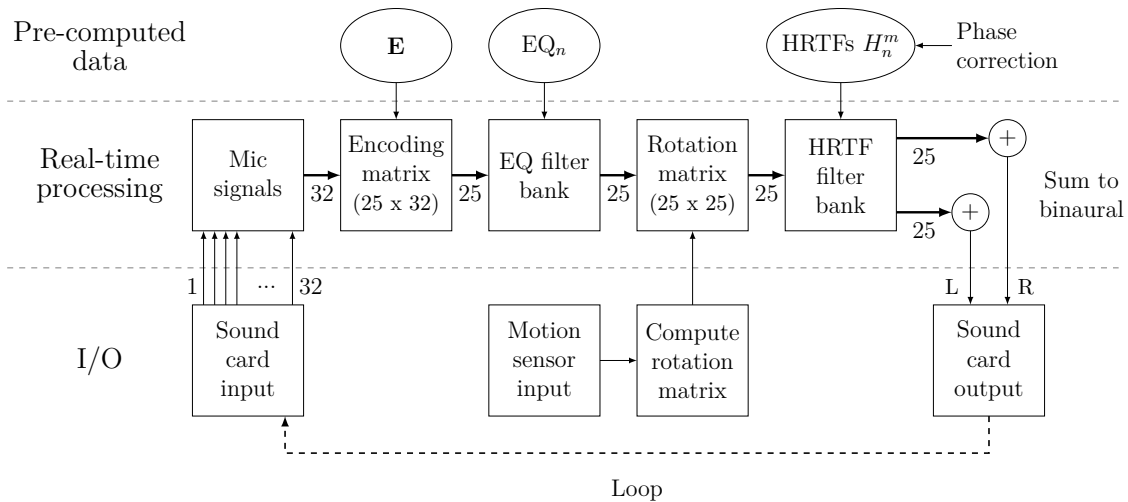 Pre-computed
data
E
EQₙ
HRTFs Hₙᵐ
Phase
correction
Real-time
processing
Mic
signals
32
Encoding
matrix
(25 x 32)
25
EQ filter
bank
25
Rotation
matrix
(25 x 25)
25
HRTF
filter
bank
25
+
25
+
Sum to
binaural
1
...
32
L
R
I/O
Sound
card
input
Motion
sensor
input
Compute
rotation
matrix
Sound
card
output
Loop